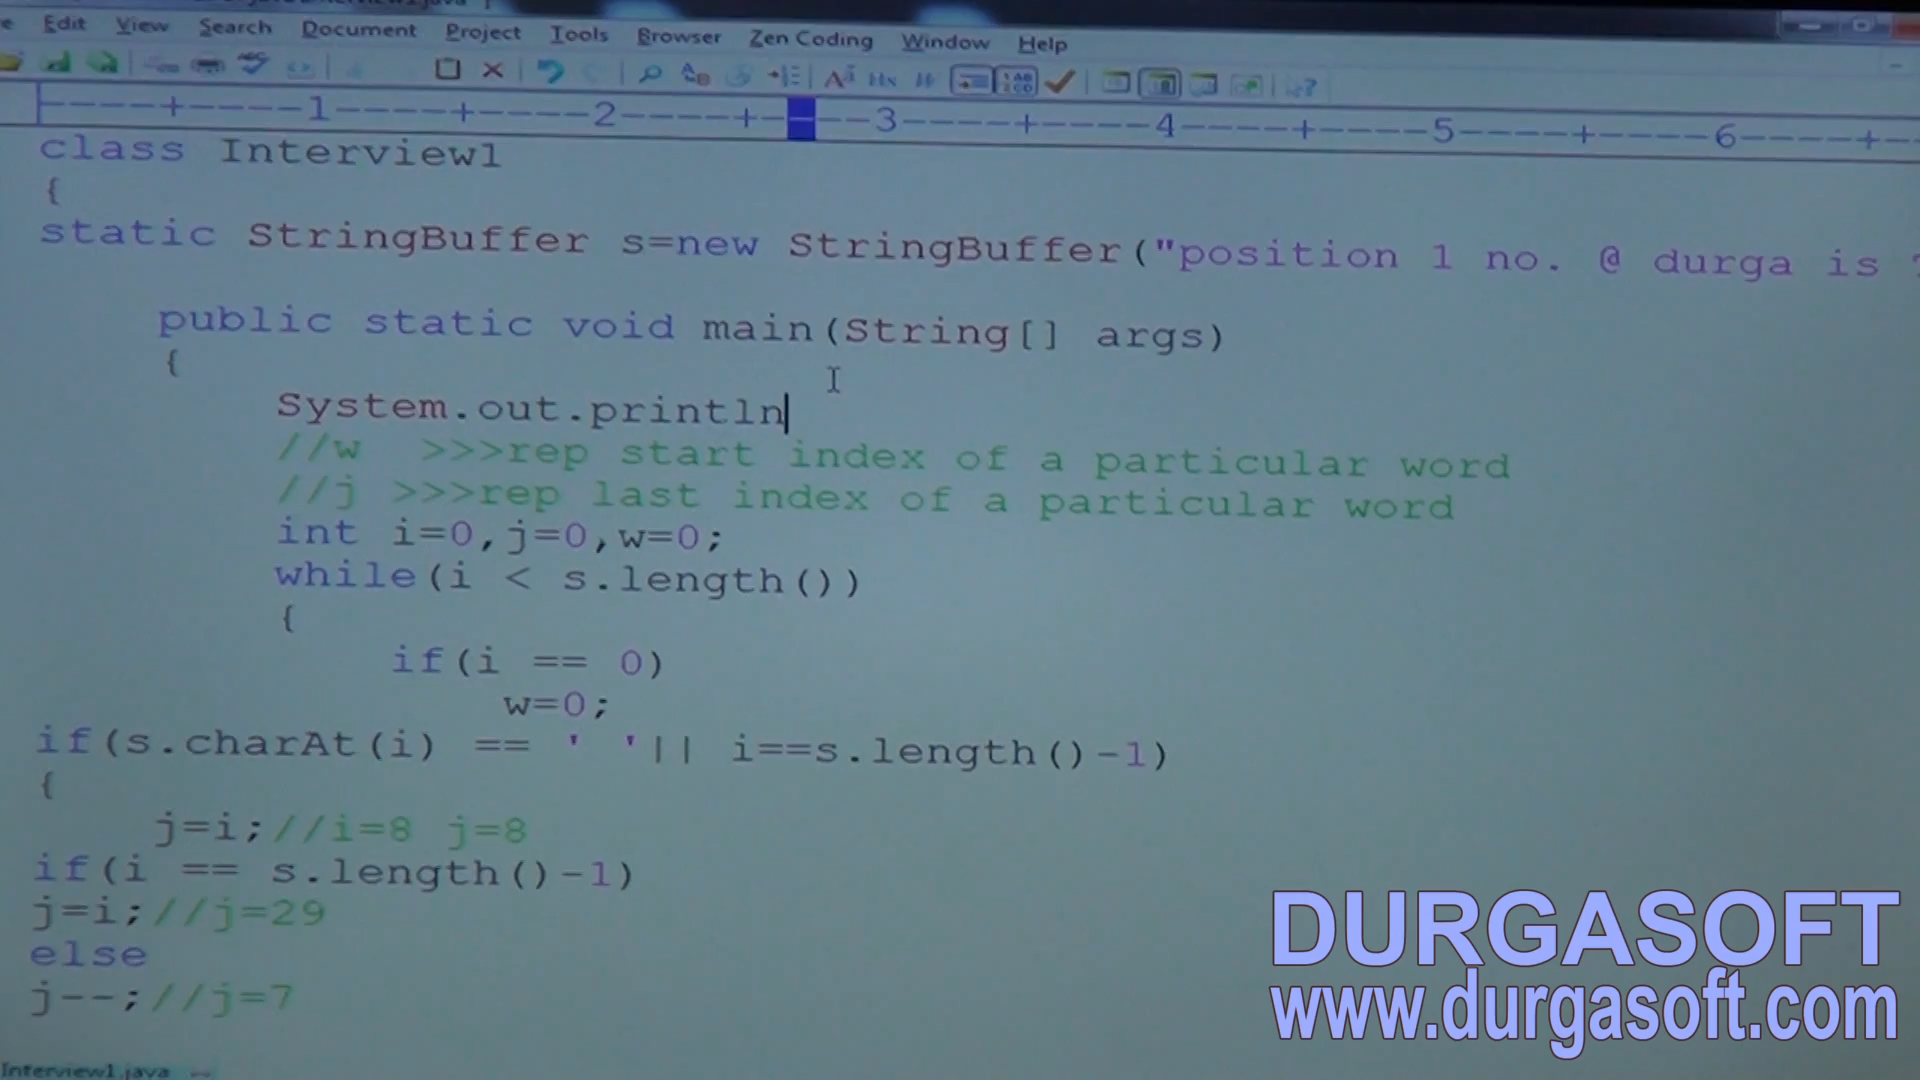 Edit View Search Document Project Tools Browser Zen Coding Window Help
1 2 3 4 5 6
class Interview1
{
static StringBuffer s=new StringBuffer("position 1 no. @ durga is
public static void main(String[] args)
{
System.out.println
//w >>>rep start index of a particular word
//j >>>rep last index of a particular word
int i=0,j=0,w=0;
while(i < s.length())
{
if(i == 0)
w=0;
if(s.charAt(i) == ' '|| i==s.length()-1)
{
j=i;//i=8 j=8
if(i == s.length()-1)
j=i;//j=29
else
j--;//j=7
Interview1.java
DURGASOFT
www.durgasoft.com